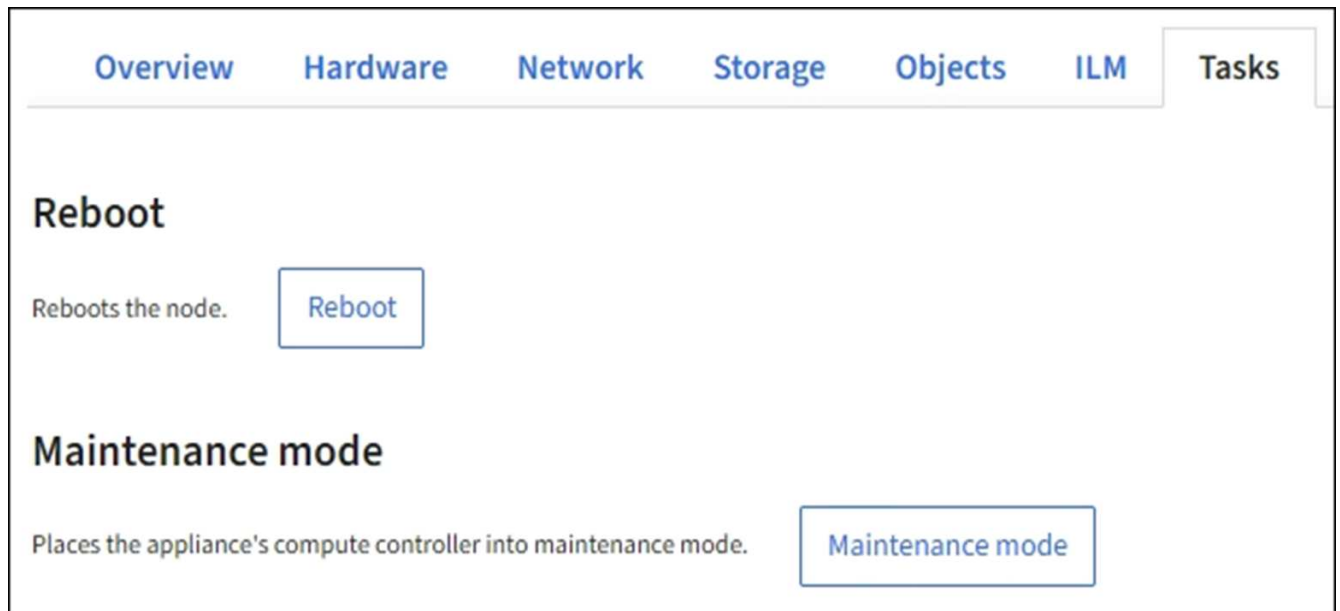 Overview Hardware Network Storage Objects ILM Tasks
Reboot
Reboots the node. Reboot
Maintenance mode
Places the appliance's compute controller into maintenance mode. Maintenance mode